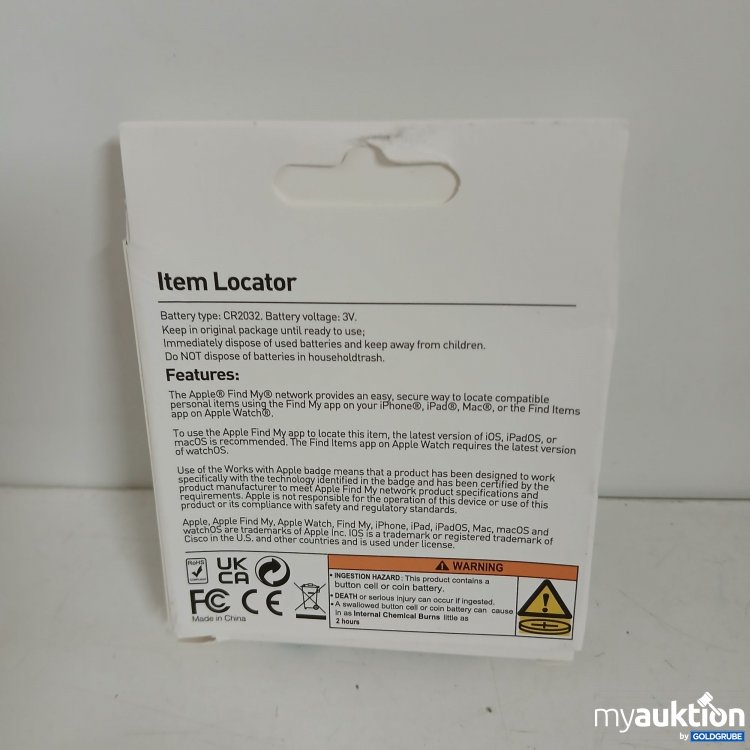 Item Locator
Battery type: CR2032. Battery voltage: 3V.
Keep in original package until ready to use;
Immediately dispose of used batteries and keep away from children.
Do NOT dispose of batteries in householdtrash.
Features:
The Apple® Find My® network provides an easy, secure way to locate compatible
personal items using the Find My app on your iPhone®, iPad®, Mac®, or the Find Items
app on Apple Watch®.
To use the Apple Find My app to locate this item, the latest version of iOS, iPadOS, or
macOS is recommended. The Find Items app on Apple Watch requires the latest version
of watchOS.
Use of the Works with Apple badge means that a product has been designed to work
specifically with the technology identified in the badge and has been certified by the
product manufacturer to meet Apple Find My network product specifications and
requirements. Apple is not responsible for the operation of this device or use of this
product or its compliance with safety and regulatory standards.
Apple, Apple Find My, Apple Watch, Find My, iPhone, iPad, iPadOS, Mac, macOS and
watchOS are trademarks of Apple Inc. IOS is a trademark or registered trademark of
Cisco in the U.S. and other countries and is used under license.
RoHS
UK
CA
FC CE
Made in China
WARNING
• INGESTION HAZARD: This product contains a
button cell or coin battery.
• DEATH or serious injury can occur if ingested.
• A swallowed button cell or coin battery can cause
in as Internal Chemical Burns little as
2 hours
myauktion
by GOLDGRUBE